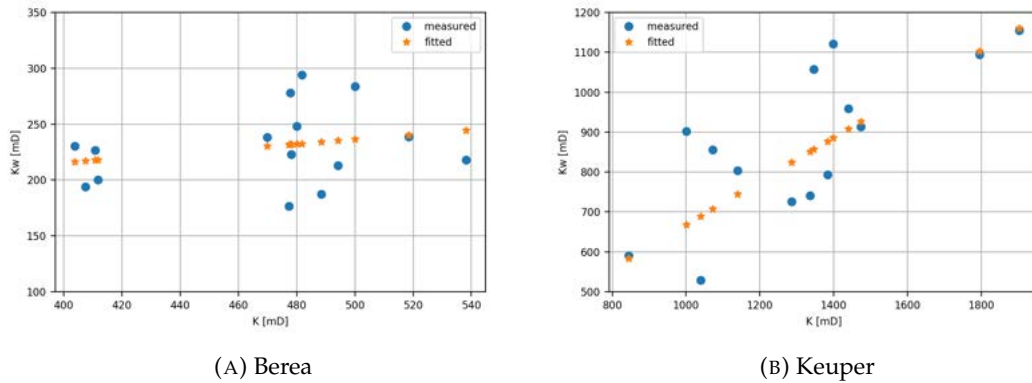 350
300
250
200
150
100
Kw [mD]
400 420 440 460 480 500 520 540
K [mD]
measured
fitted
(A) Berea
1200
1100
1000
900
800
700
600
500
Kw [mD]
800 1000 1200 1400 1600 1800
K [mD]
measured
fitted
(B) Keuper